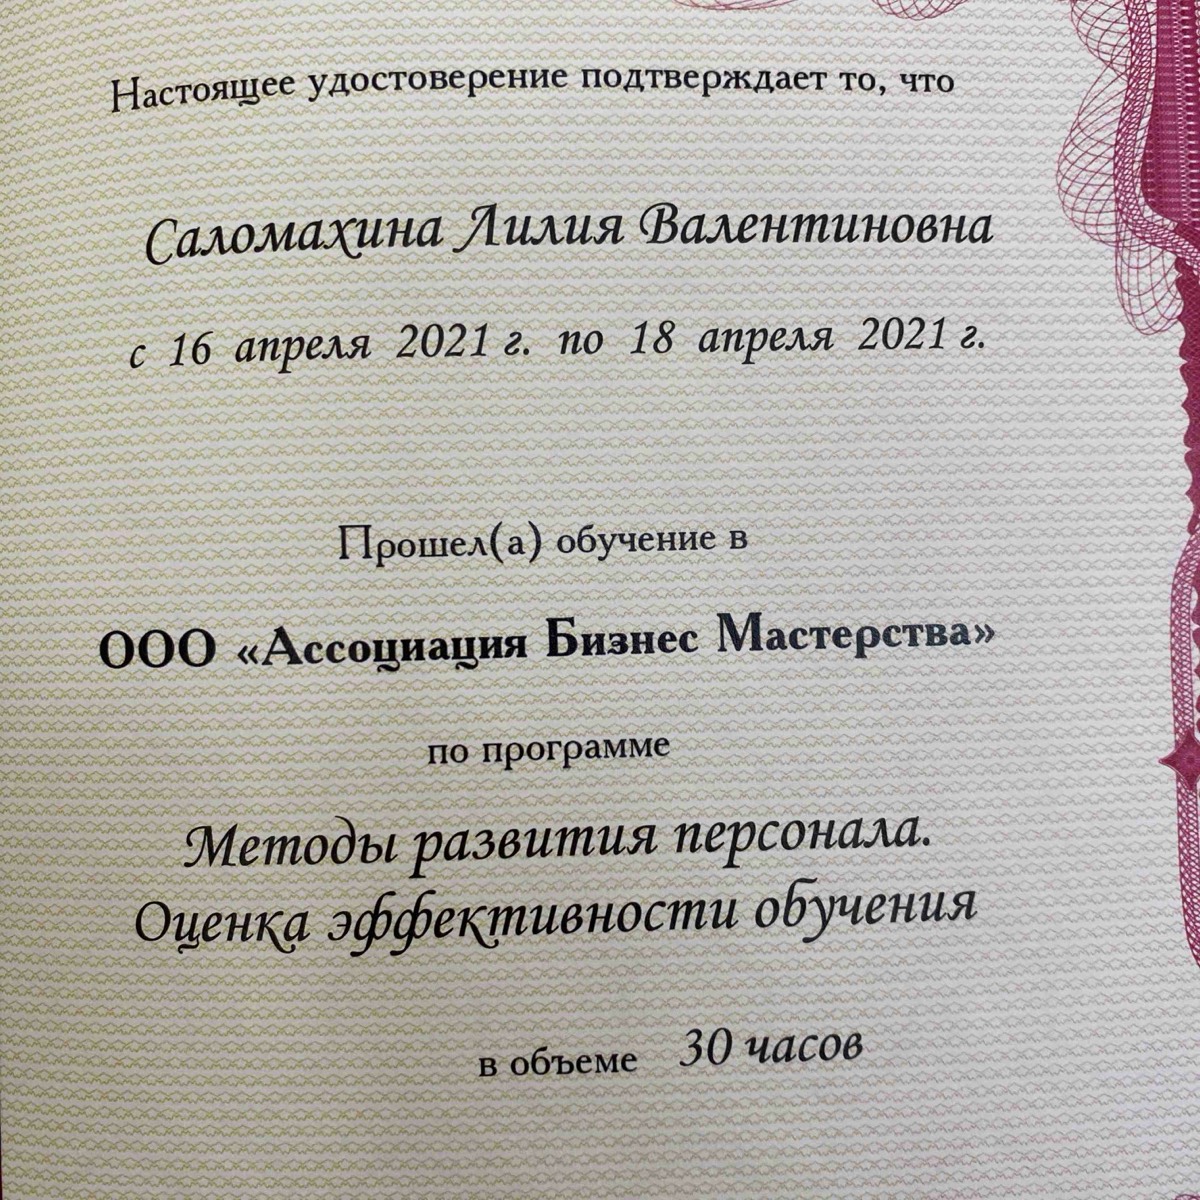 Настоящее удостоверение подтверждает то, что
Саломахина Лилия Валентиновна
с 16 апреля 2021 г. по 18 апреля 2021 г.
Прошел(а) обучение в
ООО «Ассоциация Бизнес Мастерства»
по программе
Методы развития персонала.
Оценка эффективности обучения
в объеме 30 часов